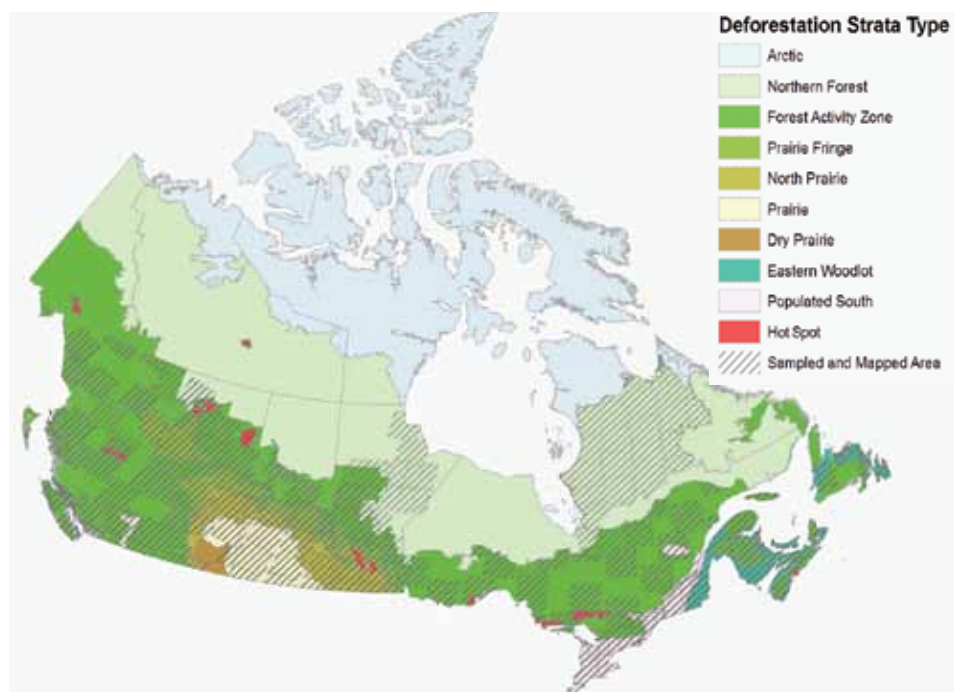 Deforestation Strata Type
Arctic
Northern Forest
Forest Activity Zone
Prairie Fringe
North Prairie
Prairie
Dry Prairie
Eastern Woodlot
Populated South
Hot Spot
Sampled and Mapped Area